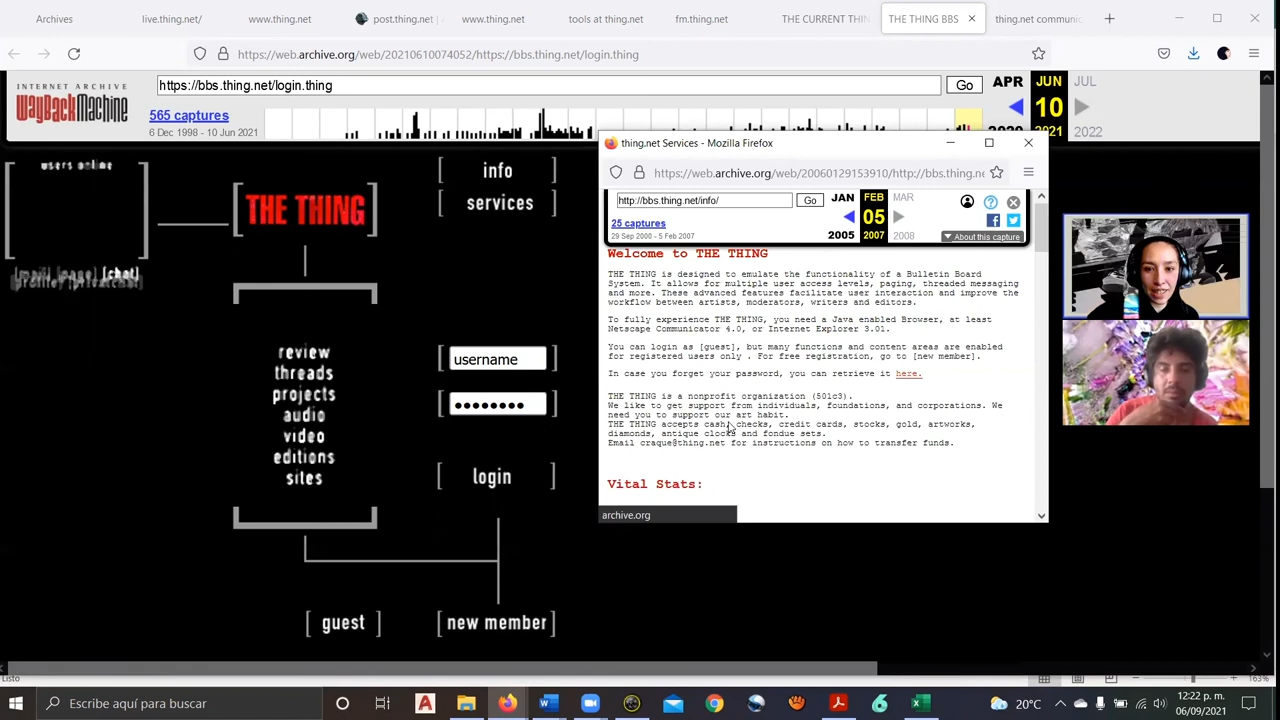 Archives
live.thing.net/
www.thing.net
post.thing.net |
www.thing.net
tools at thing.net
fm.thing.net
THE CURRENT THIN
THE THING BBS
thing.net communic
https://web.archive.org/web/20210610074052/https://bbs.thing.net/login.thing
INTERNET ARCHIVE
WayBackMachine
https://bbs.thing.net/login.thing
Go
565 captures
6 Dec 1998 - 10 Jun 2021
APR JUN JUL
10
2020 2021 2022
users online
[chat]
THE THING
info
services
review
threads
projects
audio
video
editions
sites
username
••••••••
login
[ guest ]
[new member]
thing.net Services - Mozilla Firefox
https://web.archive.org/web/20060129153910/http://bbs.thing.ne
http://bbs.thing.net/info/
Go
JAN FEB MAR
05
2005 2007 2008
25 captures
29 Sep 2000 - 5 Feb 2007
About this capture
Welcome to THE THING
THE THING is designed to emulate the functionality of a Bulletin Board
System. It allows for multiple user access levels, paging, threaded messaging
and more. These advanced features facilitate user interaction and improve the
workflow between artists, moderators, writers and editors.
To fully experience THE THING, you need a Java enabled Browser, at least
Netscape Communicator 4.0, or Internet Explorer 3.01.
You can login as [guest], but many functions and content areas are enabled
for registered users only . For free registration, go to [new member].
In case you forget your password, you can retrieve it here.
THE THING is a nonprofit organization (501c3).
We like to get support from individuals, foundations, and corporations. We
need you to support our art habit.
THE THING accepts cash, checks, credit cards, stocks, gold, artworks,
diamonds, antique clocks and fondue sets.
Email craque@thing.net for instructions on how to transfer funds.
Vital Stats:
archive.org
Listo
163%
Escribe aquí para buscar
20°C
12:22 p. m.
06/09/2021